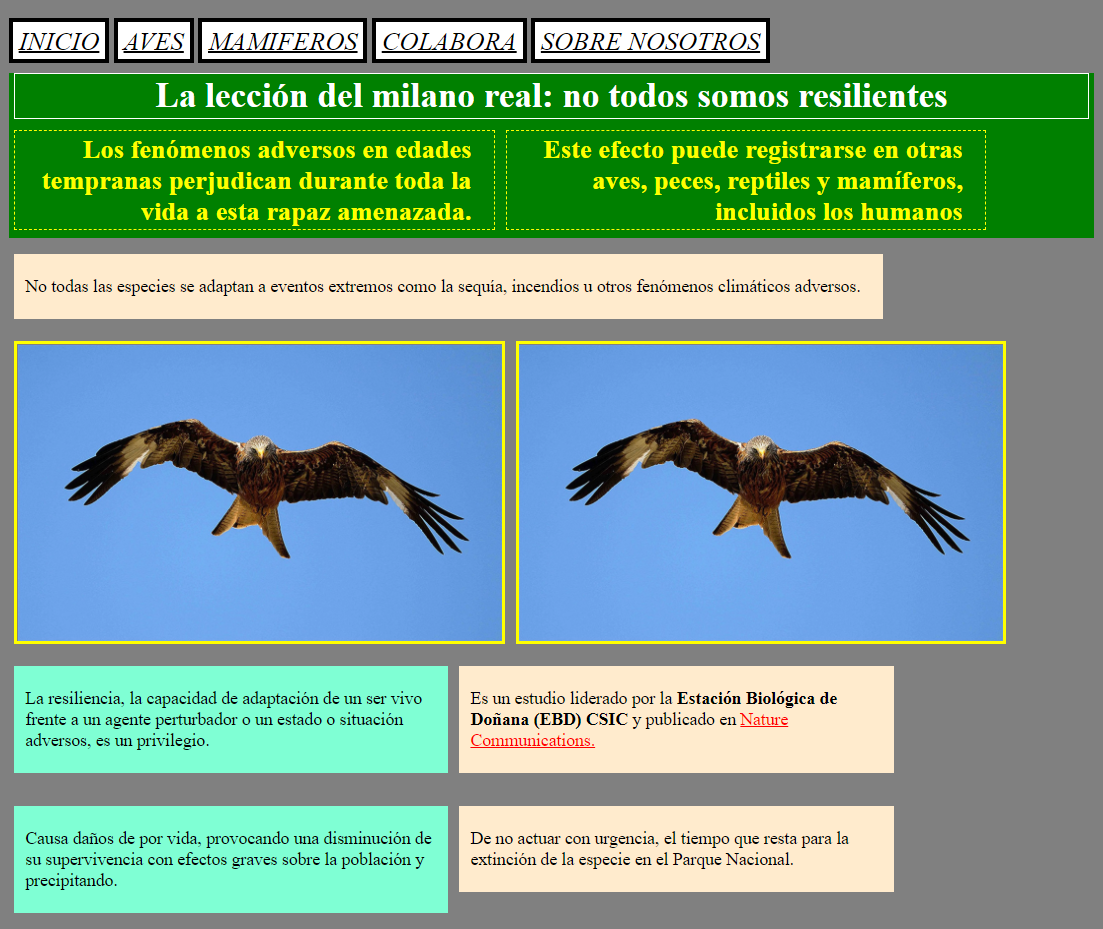 INICIO AVES MAMIFEROS COLABORA SOBRE NOSOTROS
La lección del milano real: no todos somos resilientes
Los fenómenos adversos en edades
tempranas perjudican durante toda la
vida a esta rapaz amenazada.
Este efecto puede registrarse en otras
aves, peces, reptiles y mamíferos,
incluidos los humanos
No todas las especies se adaptan a eventos extremos como la sequía, incendios u otros fenómenos climáticos adversos.
La resiliencia, la capacidad de adaptación de un ser vivo
frente a un agente perturbador o un estado o situación
adversos, es un privilegio.
Es un estudio liderado por la Estación Biológica de
Doñana (EBD) CSIC y publicado en Nature
Communications.
Causa daños de por vida, provocando una disminución de
su supervivencia con efectos graves sobre la población y
precipitando.
De no actuar con urgencia, el tiempo que resta para la
extinción de la especie en el Parque Nacional.